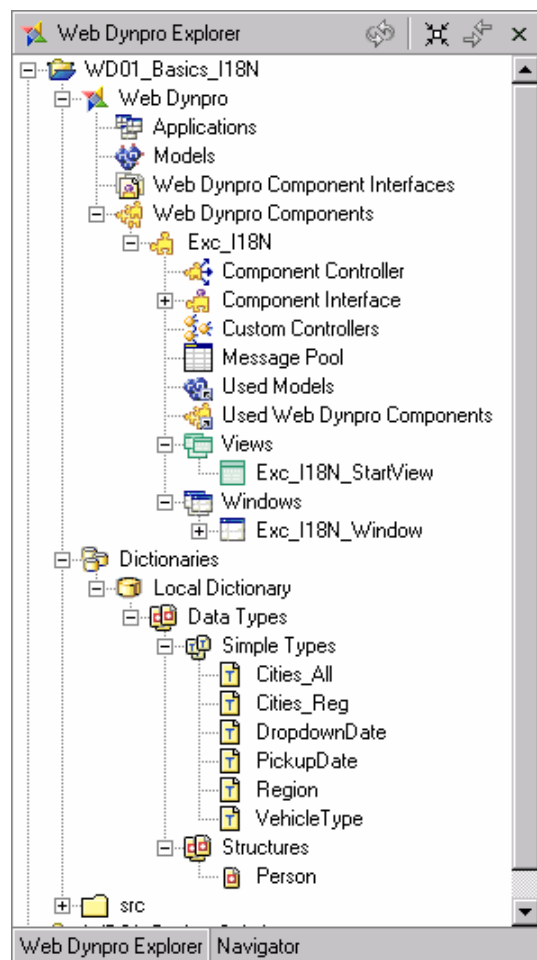 Web Dynpro Explorer
WD01_Basics_I18N
Web Dynpro
Applications
Models
Web Dynpro Component Interfaces
Web Dynpro Components
Exc_I18N
Component Controller
Component Interface
Custom Controllers
Message Pool
Used Models
Used Web Dynpro Components
Views
Exc_I18N_StartView
Windows
Exc_I18N_Window
Dictionaries
Local Dictionary
Data Types
Simple Types
Cities_All
Cities_Reg
DropdownDate
PickupDate
Region
VehicleType
Structures
Person
src
Web Dynpro Explorer Navigator